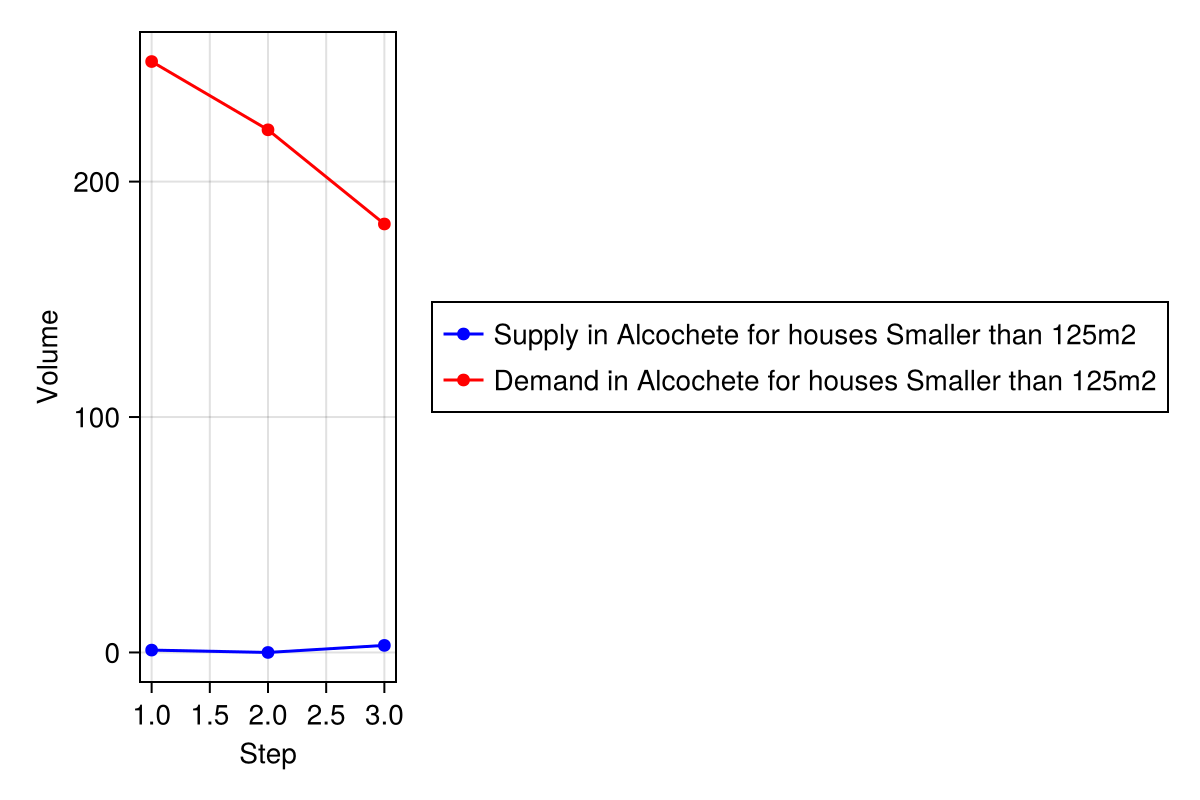 200
100
0
Volume
1.0 1.5 2.0 2.5 3.0
Step
Supply in Alcochete for houses Smaller than 125m2
Demand in Alcochete for houses Smaller than 125m2